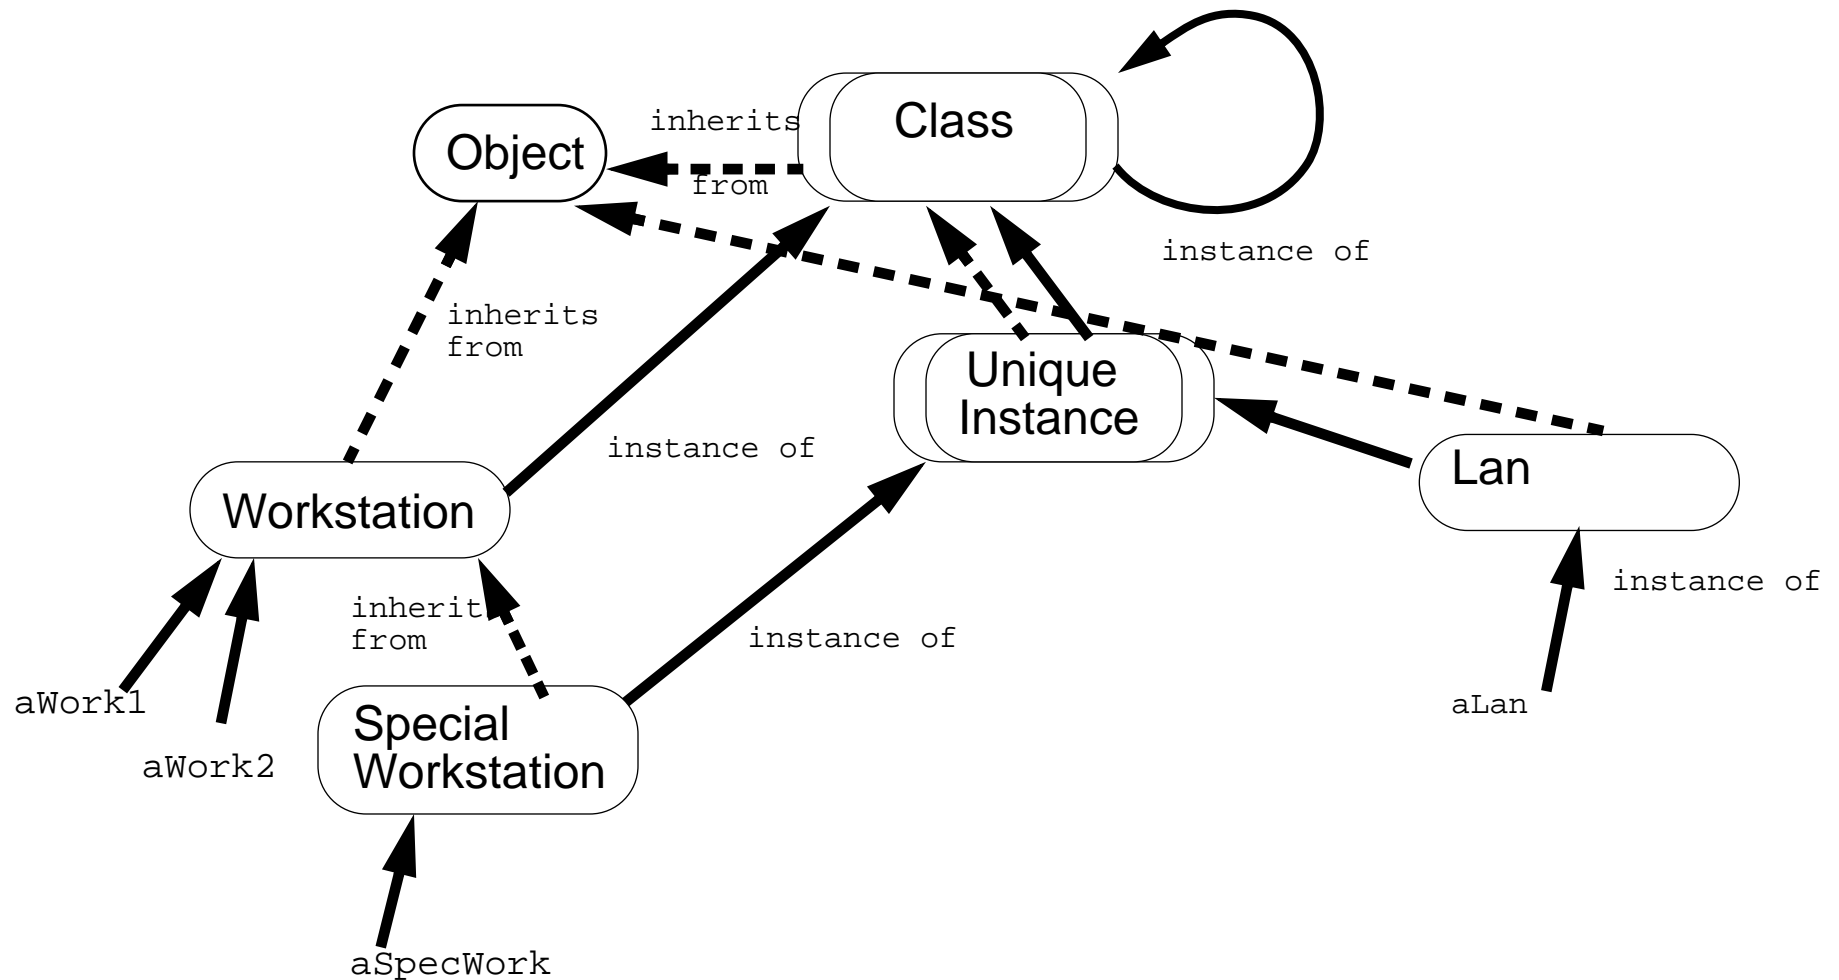 Class
inherits
from
Object
instance of
inherits
from
Unique
Instance
instance of
Lan
Workstation
instance of
inherits
from
instance of
aWork1
aLan
Special
Workstation
aWork2
aSpecWork